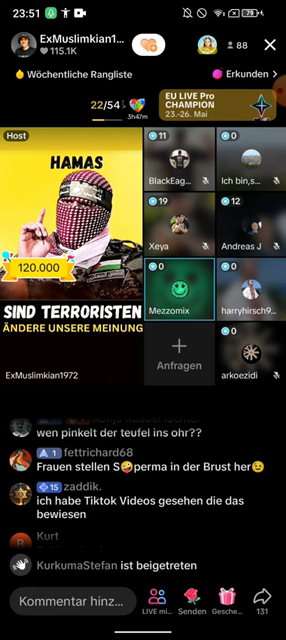 23:51
79
ExMuslimkian1...
115.1K
88
Wöchentliche Rangliste
Erkunden >
22/54
3h47m
EU LIVE Pro
CHAMPION
23.-26. Mai
Host
HAMAS
120.000
SIND TERRORISTEN
ÄNDERE UNSERE MEINUNG
ExMuslimkian1972
11
BlackEag...
0
Ich bin,s...
19
Xeya
12
Andreas J
0
Mezzomix
0
harryhirsch9...
+
Anfragen
0
arkoezidi
wen pinkelt der teufel ins ohr??
A 1 fettrichard68
Frauen stellen S🤪perma in der Brust her😉
15 zaddik.
ich habe Tiktok Videos gesehen die das
bewiesen
Kurt
KurkumaStefan ist beigetreten
Kommentar hinz...
LIVE mi...
Senden
Gesche...
131